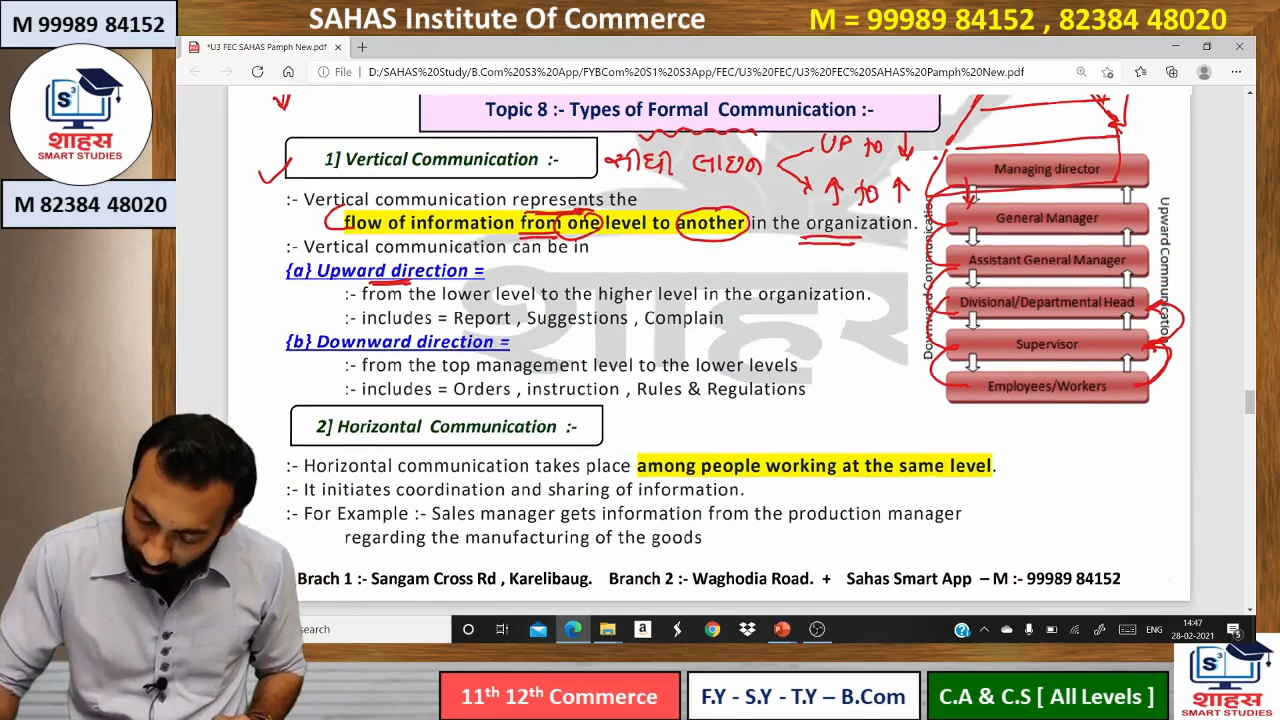 M 99989 84152
SAHAS Institute Of Commerce
M = 99989 84152 , 82384 48020
*U3 FEC SAHAS Pamph New.pdf
S³
शाहस
SMART STUDIES
M 82384 48020
File
D:/SAHAS%20Study/B.Com%20S3%20App/FYBCom%20S1%20S3App/FEC/U3%20FEC/U3%20FEC%20SAHAS%20Pamph%20New.pdf
Topic 8 :- Types of Formal Communication :-
1] Vertical Communication :-
સીધી લાઇન
UP to ↓
↑ to ↑
:- Vertical communication represents the
flow of information from one level to another in the organization.
:- Vertical communication can be in
{a} Upward direction =
:- from the lower level to the higher level in the organization.
:- includes = Report , Suggestions , Complain
{b} Downward direction =
:- from the top management level to the lower levels
:- includes = Orders , instruction , Rules & Regulations
Managing director
General Manager
Assistant General Manager
Divisional/Departmental Head
Supervisor
Employees/Workers
Downward Communication
Upward Communication
शाहस
2] Horizontal Communication :-
:- Horizontal communication takes place among people working at the same level.
:- It initiates coordination and sharing of information.
:- For Example :- Sales manager gets information from the production manager
regarding the manufacturing of the goods
Brach 1 :- Sangam Cross Rd , Karelibaug. Branch 2 :- Waghodia Road. + Sahas Smart App – M :- 99989 84152
search
ENG
14:47
28-02-2021
5
11th 12th Commerce
F.Y - S.Y - T.Y – B.Com
C.A & C.S [ All Levels ]
S³
शाहस
SMART STUDIES